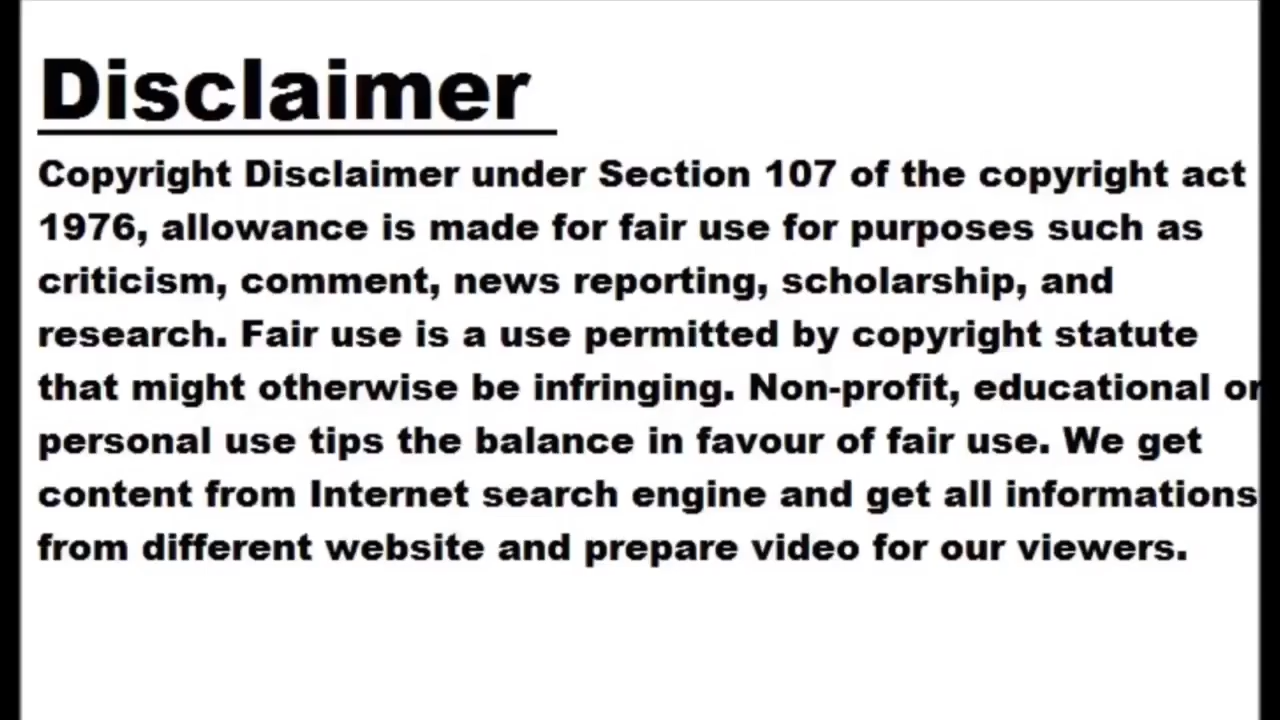 Disclaimer
Copyright Disclaimer under Section 107 of the copyright act
1976, allowance is made for fair use for purposes such as
criticism, comment, news reporting, scholarship, and
research. Fair use is a use permitted by copyright statute
that might otherwise be infringing. Non-profit, educational or
personal use tips the balance in favour of fair use. We get
content from Internet search engine and get all informations
from different website and prepare video for our viewers.